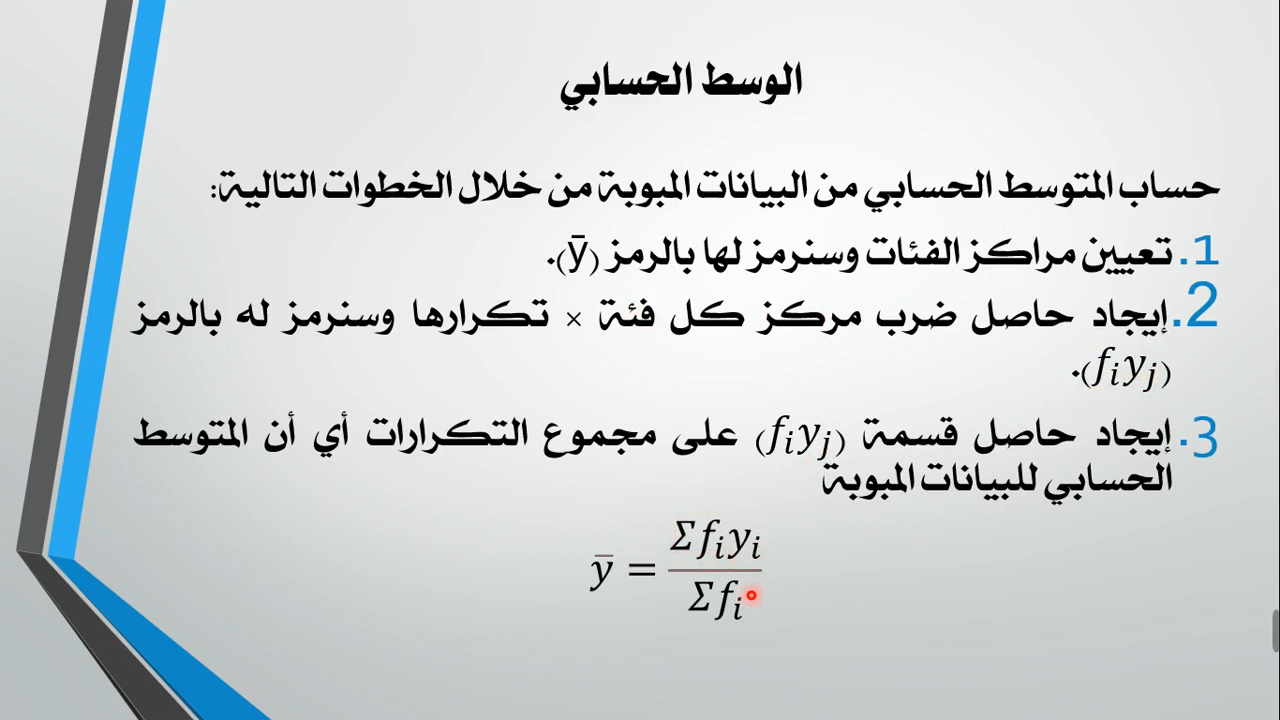 الوسط الحسابي
حساب المتوسط الحسابي من البيانات المبوبة من خلال الخطوات التالية:
1. تعيين مراكز الفئات وسنرمز لها بالرمز (ȳ).
2. إيجاد حاصل ضرب مركز كل فئة × تكرارها وسنرمز له بالرمز
(fᵢyⱼ).
3. إيجاد حاصل قسمة (fᵢyⱼ) على مجموع التكرارات أي أن المتوسط
الحسابي للبيانات المبوبة
ȳ = Σfᵢyᵢ / Σfᵢ